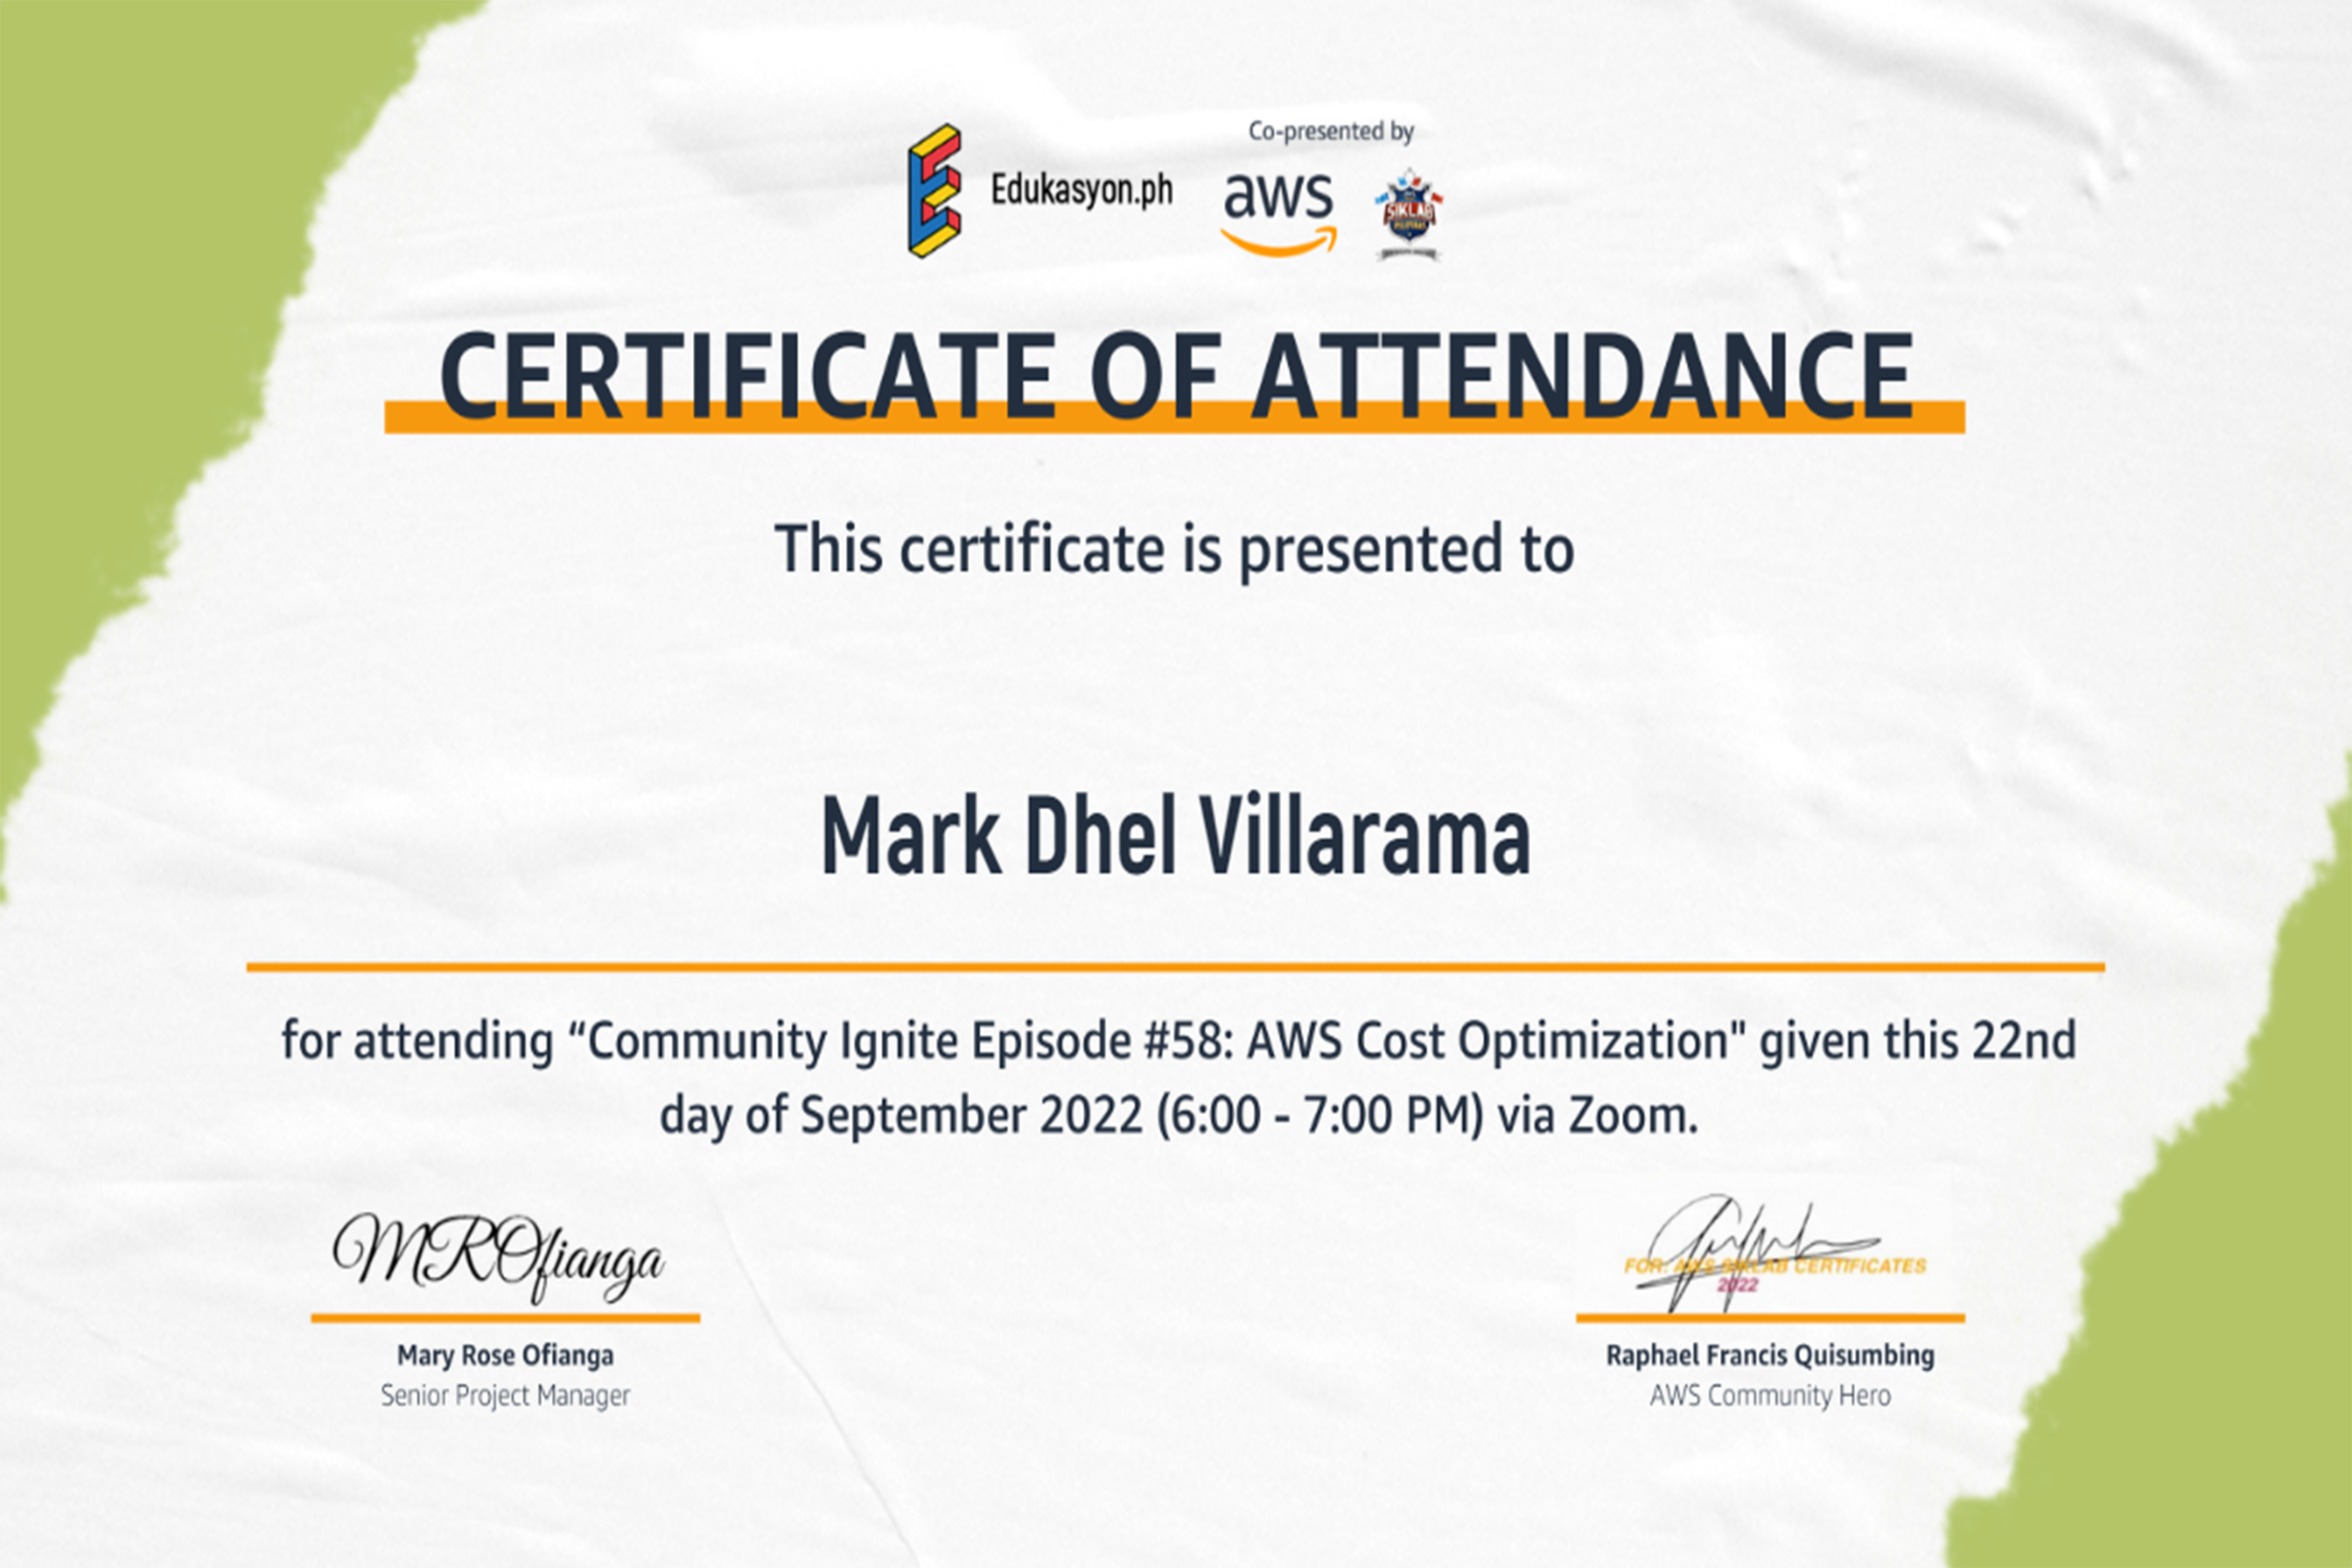 Co-presented by
Edukasyon.ph
aws
SIKLAB
PILIPINAS
CERTIFICATE OF ATTENDANCE
This certificate is presented to
Mark Dhel Villarama
for attending “Community Ignite Episode #58: AWS Cost Optimization" given this 22nd
day of September 2022 (6:00 - 7:00 PM) via Zoom.
MROfianga
FOR: AWS SIKLAB CERTIFICATES
2022
Mary Rose Ofianga
Senior Project Manager
Raphael Francis Quisumbing
AWS Community Hero